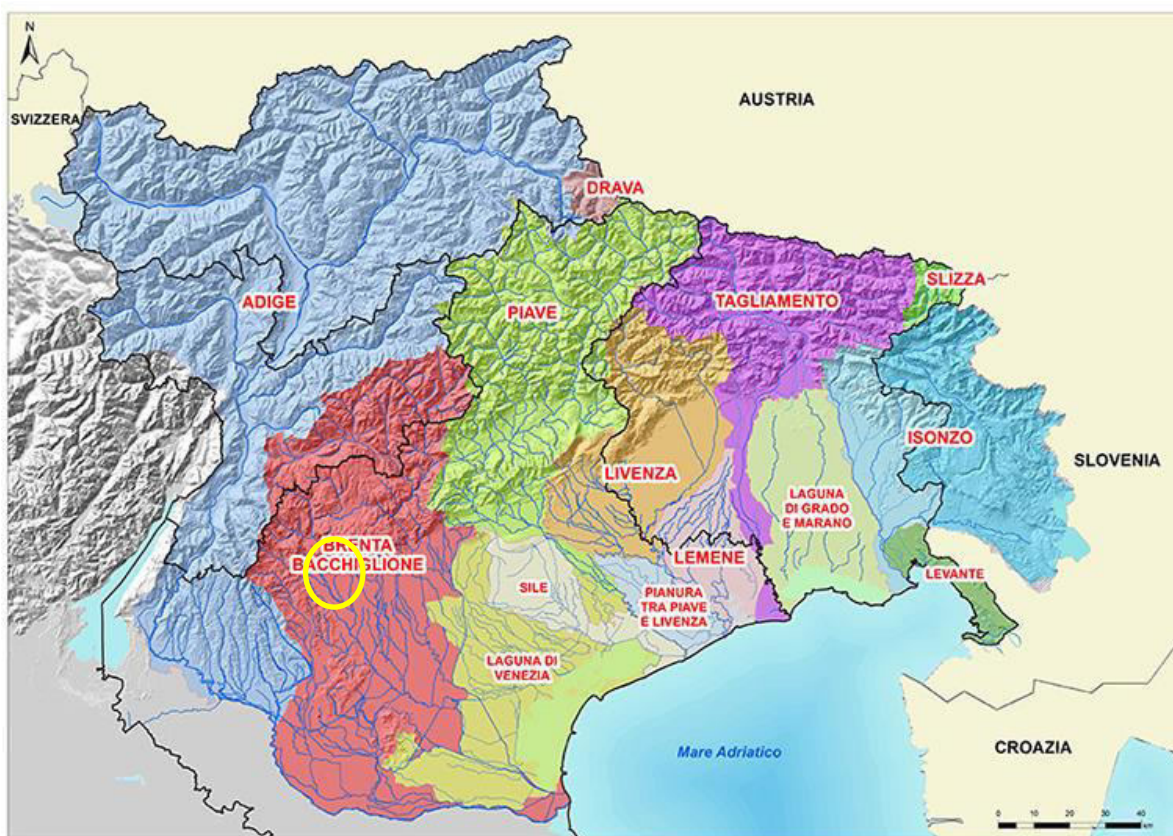 N
SVIZZERA
AUSTRIA
DRAVA
ADIGE
PIAVE
TAGLIAMENTO
SLIZZA
ISONZO
SLOVENIA
LIVENZA
LAGUNA
DI GRADO
E MARANO
BRENTA
BACCHIGLIONE
LEMENE
LEVANTE
SILE
PIANURA
TRA PIAVE
E LIVENZA
LAGUNA DI
VENEZIA
Mare Adriatico
CROAZIA
0 10 20 30 40
km